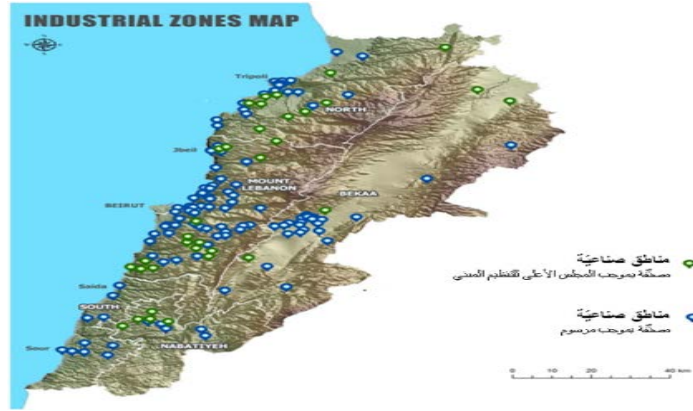 INDUSTRIAL ZONES MAP
Tripoli
NORTH
Jbeil
MOUNT
LEBANON
BEKAA
BEIRUT
مناطق صناعيّة
مصنّفة بموجب المجلس الأعلى للتنظيم المدني
Saida
SOUTH
مناطق صناعيّة
مصنّفة بموجب مرسوم
Sour
NABATIYEH
0 20 40 km